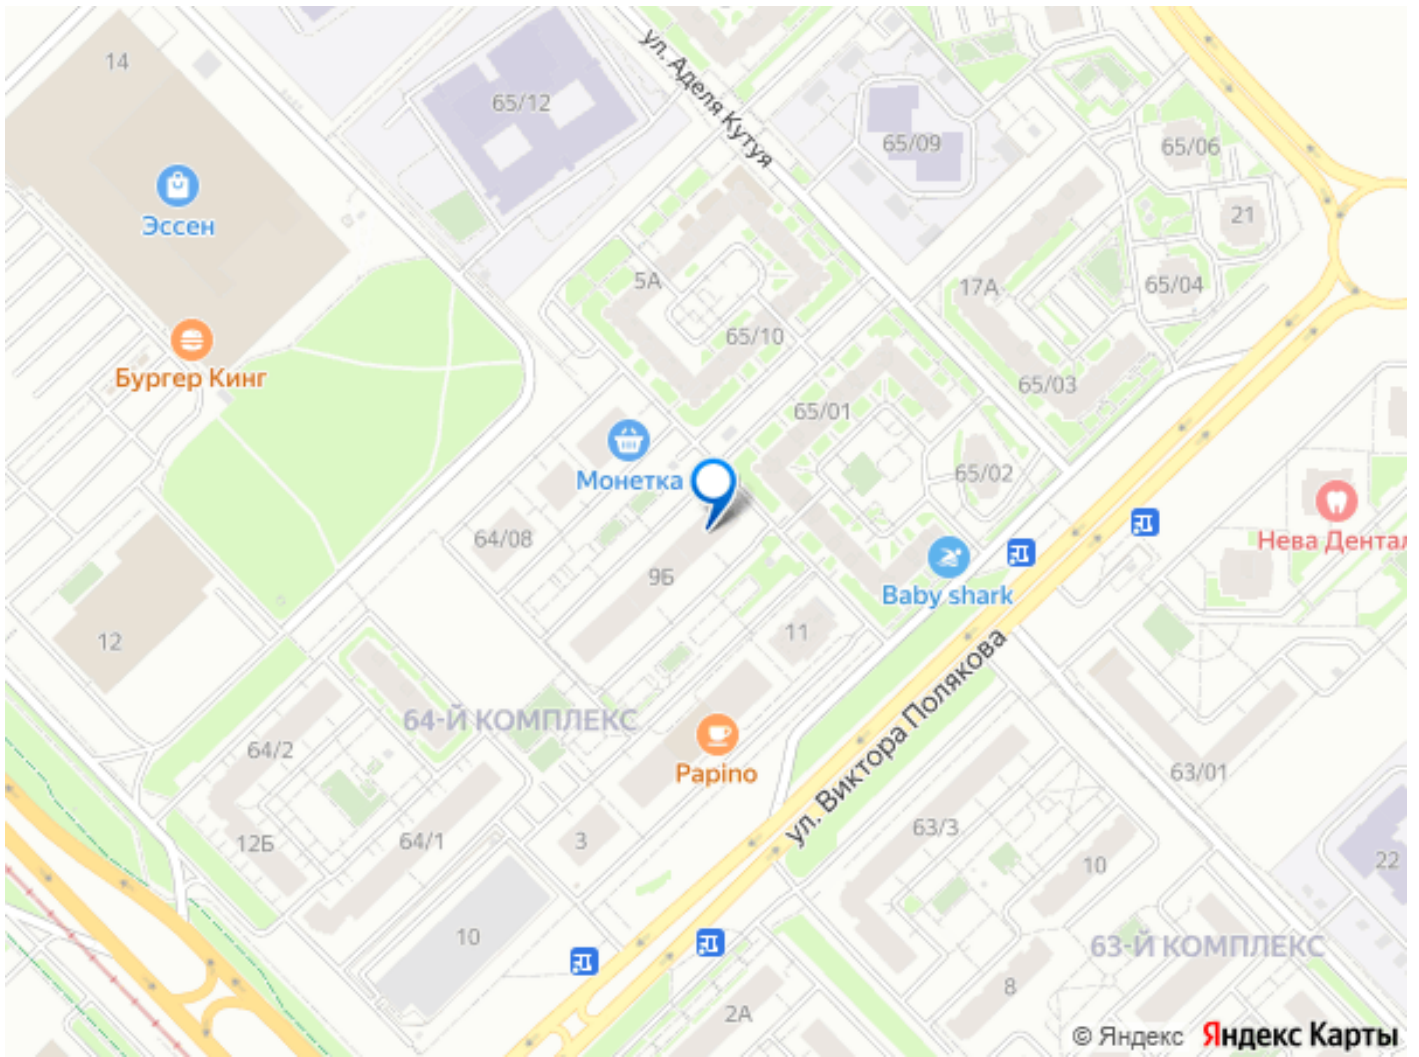 14
65/12
ул. Аделя Кутуя
65/09
65/06
Эссен
21
5А
17А
65/04
65/10
Бургер Кинг
65/03
65/01
Монетка
65/02
64/08
9Б
Нева Дентал
Baby shark
12
11
64-Й КОМПЛЕКС
ул. Виктора Полякова
64/2
Papino
63/01
12Б
64/1
3
63/3
10
22
10
63-Й КОМПЛЕКС
8
2А
© Яндекс Яндекс Карты